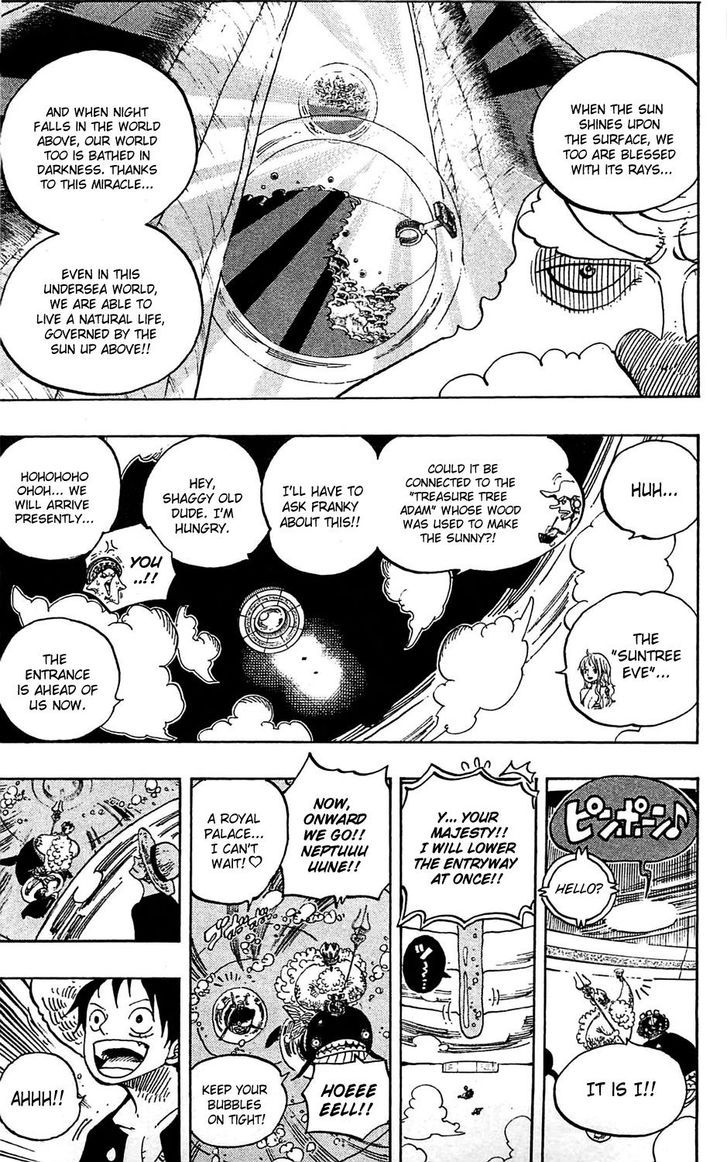 WHEN THE SUN
SHINES UPON
THE SURFACE, WE
TOO ARE BLESSED
WITH ITS RAYS...
AND WHEN NIGHT
FALLS IN THE WORLD
ABOVE, OUR WORLD
TOO IS BATHED IN
DARKNESS. THANKS
TO THIS MIRACLE...
EVEN IN THIS
UNDERSEA WORLD,
WE ARE ABLE TO
LIVE A NATURAL LIFE,
GOVERNED BY THE
SUN UP ABOVE!!
HUH...
THE
"SUNTREE
EVE"...
COULD IT BE
CONNECTED TO THE
"TREASURE TREE
ADAM" WHOSE WOOD
WAS USED TO MAKE
THE SUNNY?!
I'LL HAVE TO
ASK FRANKY
ABOUT THIS!!
HEY,
SHAGGY OLD
DUDE. I'M
HUNGRY.
YOU
..!!
HOHOHOHO
OHOH... WE
WILL ARRIVE
PRESENTLY...
THE
ENTRANCE
IS AHEAD OF
US NOW.
ピンポーン♪
HELLO?
IT IS I!!
Y... YOUR
MAJESTY!!
I WILL LOWER
THE ENTRYWAY
AT ONCE!!
ツー……
NOW,
ONWARD
WE GO!!
NEPTUUU
UUNE!!
A ROYAL
PALACE...
I CAN'T
WAIT!♡
HOEEE
EELL!!
KEEP YOUR
BUBBLES
ON TIGHT!
AHHH!!